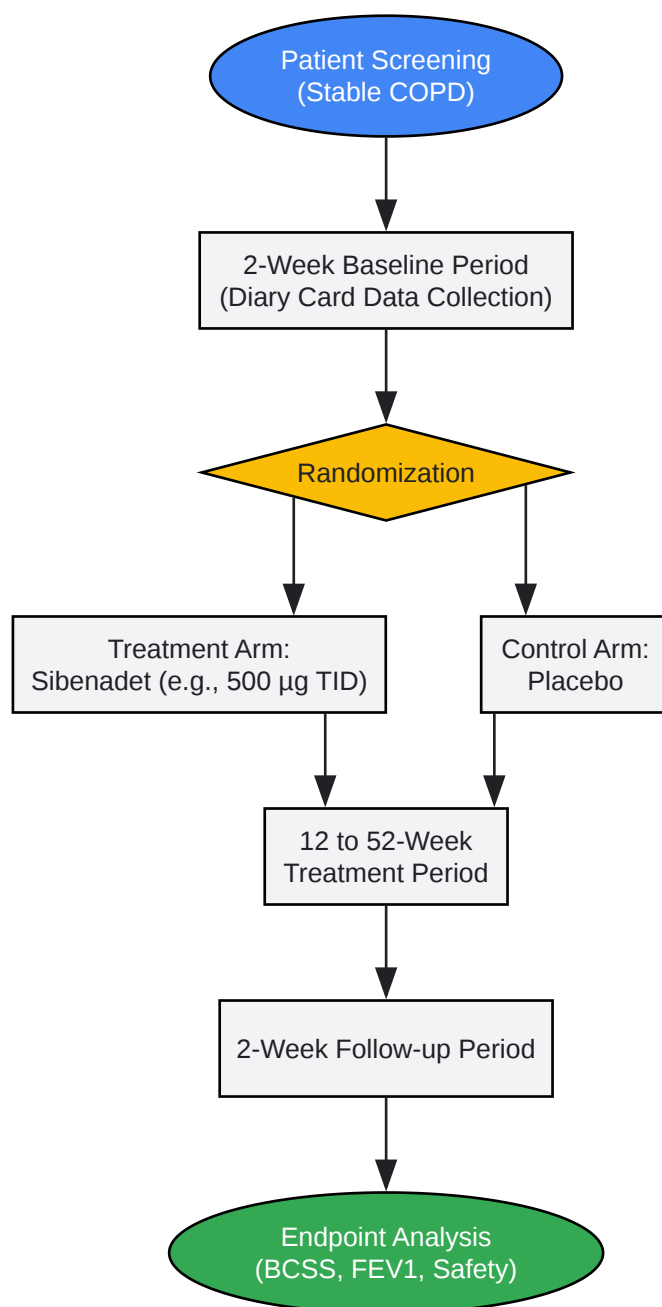 Patient Screening
(Stable COPD)
2-Week Baseline Period
(Diary Card Data Collection)
Randomization
Treatment Arm:
Sibenadet (e.g., 500 µg TID)
Control Arm:
Placebo
12 to 52-Week
Treatment Period
2-Week Follow-up Period
Endpoint Analysis
(BCSS, FEV1, Safety)